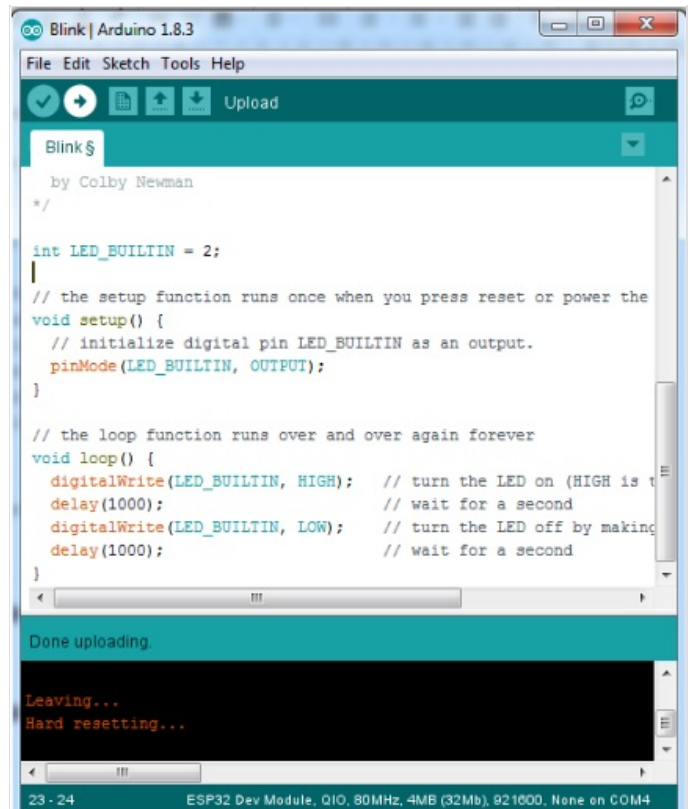 Blink | Arduino 1.8.3
File Edit Sketch Tools Help
Upload
Blink §
by Colby Newman
*/
int LED_BUILTIN = 2;
// the setup function runs once when you press reset or power the
void setup() {
// initialize digital pin LED_BUILTIN as an output.
pinMode(LED_BUILTIN, OUTPUT);
}
// the loop function runs over and over again forever
void loop() {
digitalWrite(LED_BUILTIN, HIGH); // turn the LED on (HIGH is t
delay(1000); // wait for a second
digitalWrite(LED_BUILTIN, LOW); // turn the LED off by making
delay(1000); // wait for a second
}
Done uploading.
Leaving...
Hard resetting...
23 - 24 ESP32 Dev Module, QIO, 80MHz, 4MB (32Mb), 921600, None on COM4